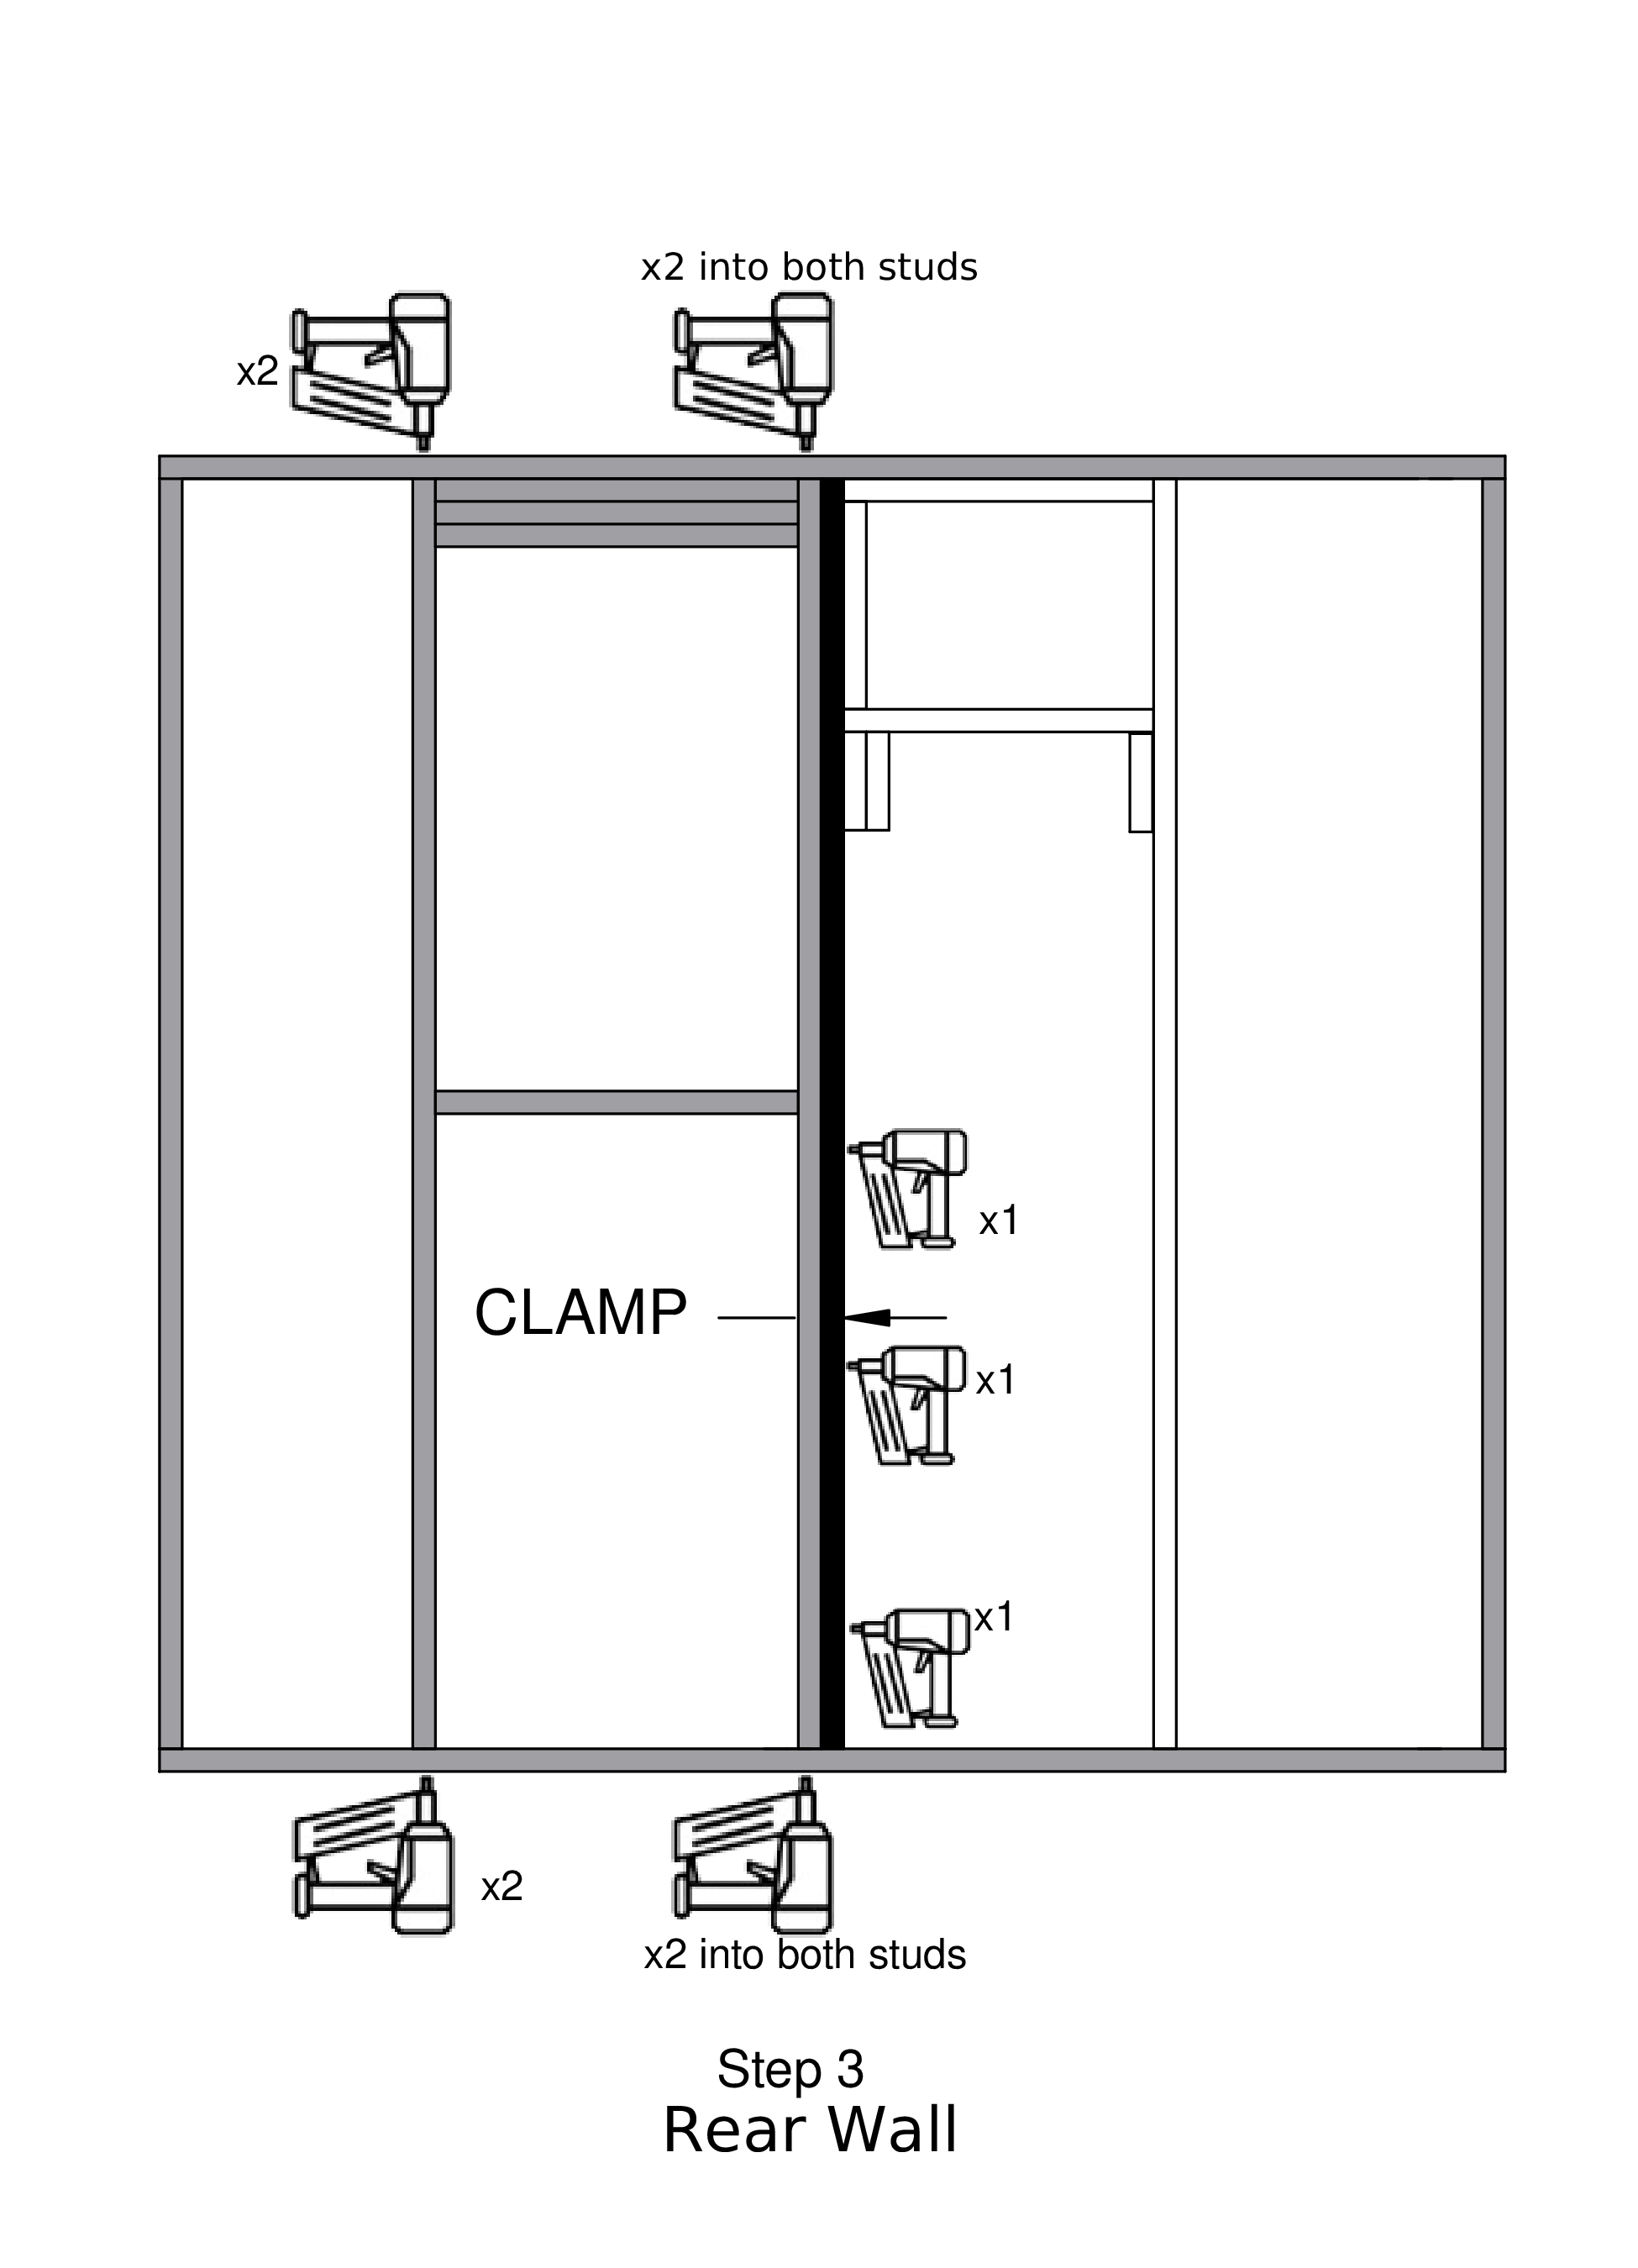 x2 into both studs
x2
x1
CLAMP
x1
x1
x2
x2 into both studs
Step 3
Rear Wall